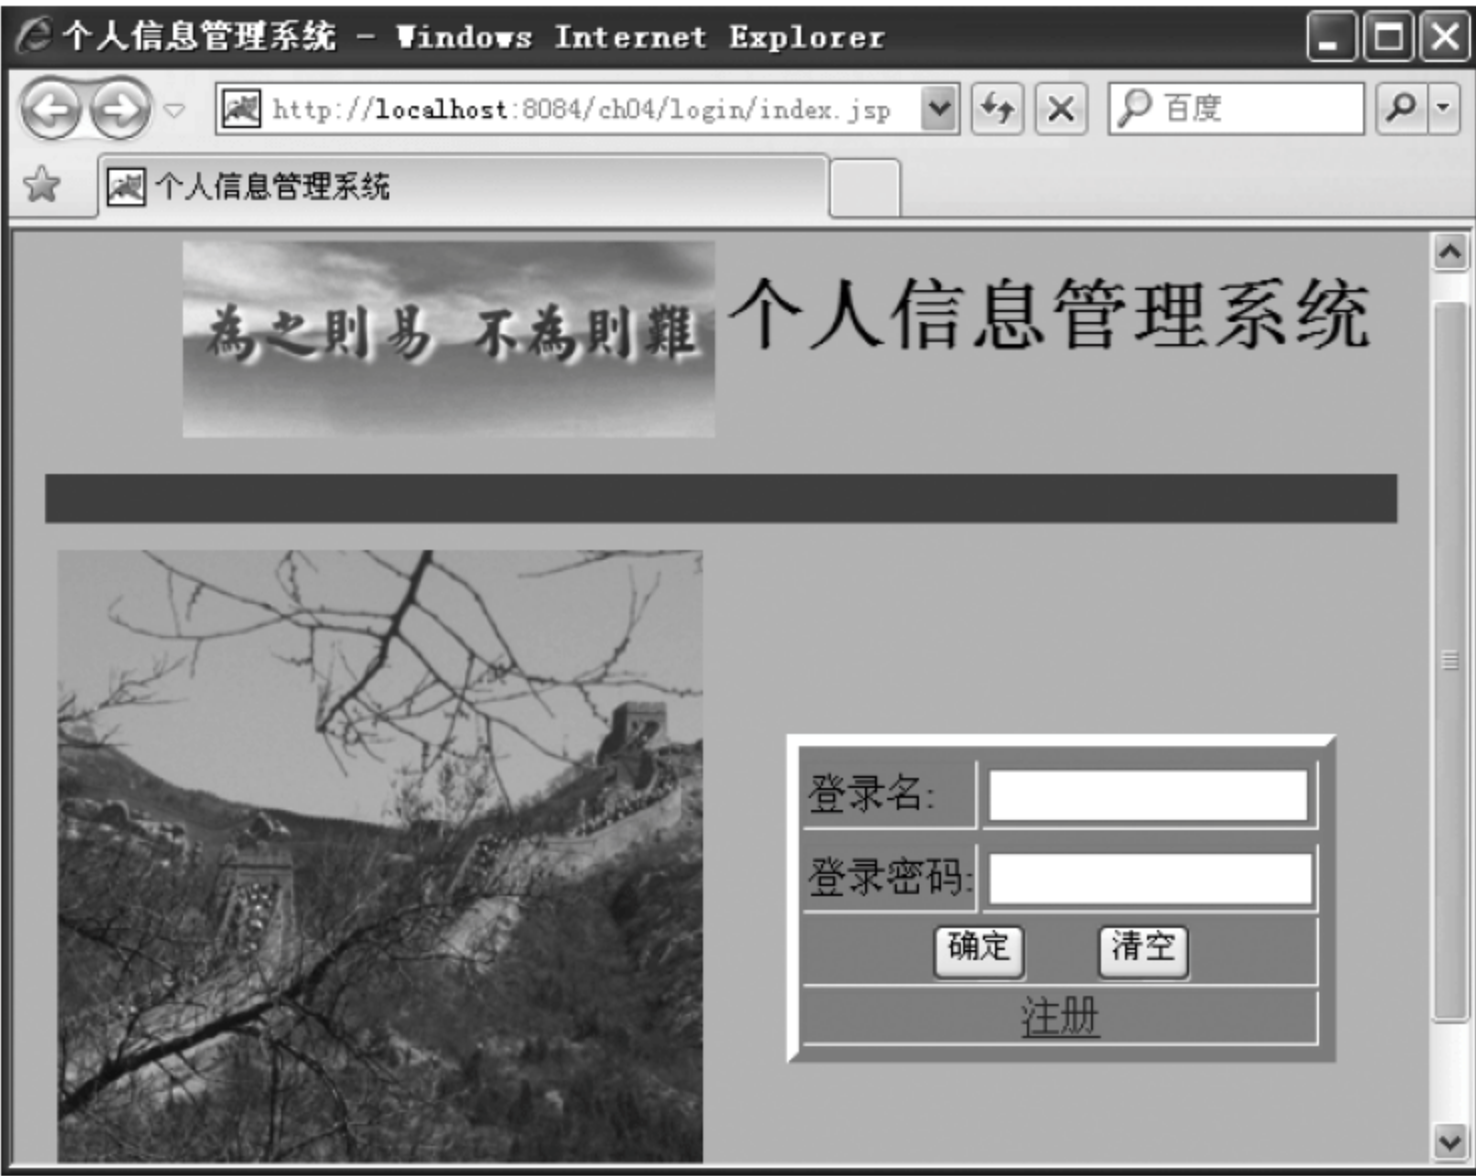 个人信息管理系统 - Windows Internet Explorer
http://localhost:8084/ch04/login/index.jsp
百度
个人信息管理系统
為之則易 不為則難
个人信息管理系统
登录名:
登录密码:
确定 清空
注册